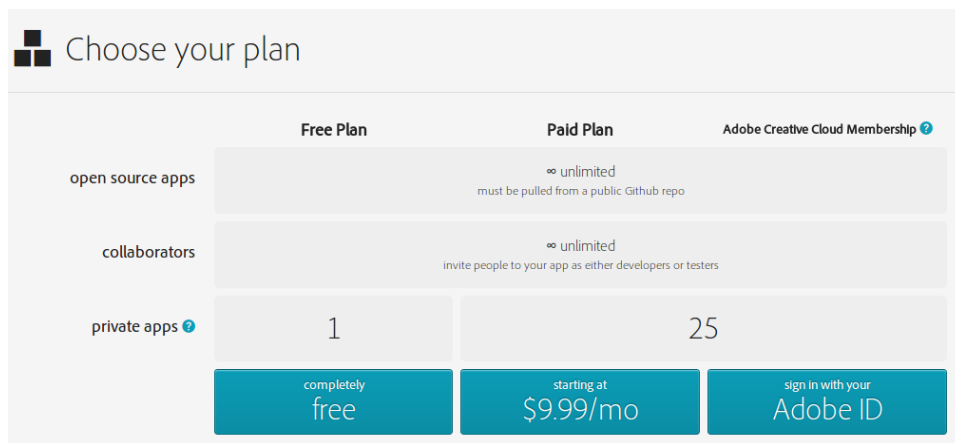 Choose your plan
Free Plan
Paid Plan
Adobe Creative Cloud Membership ?
open source apps
∞ unlimited
must be pulled from a public Github repo
collaborators
∞ unlimited
invite people to your app as either developers or testers
private apps ?
1
25
completely
free
starting at
$9.99/mo
sign in with your
Adobe ID